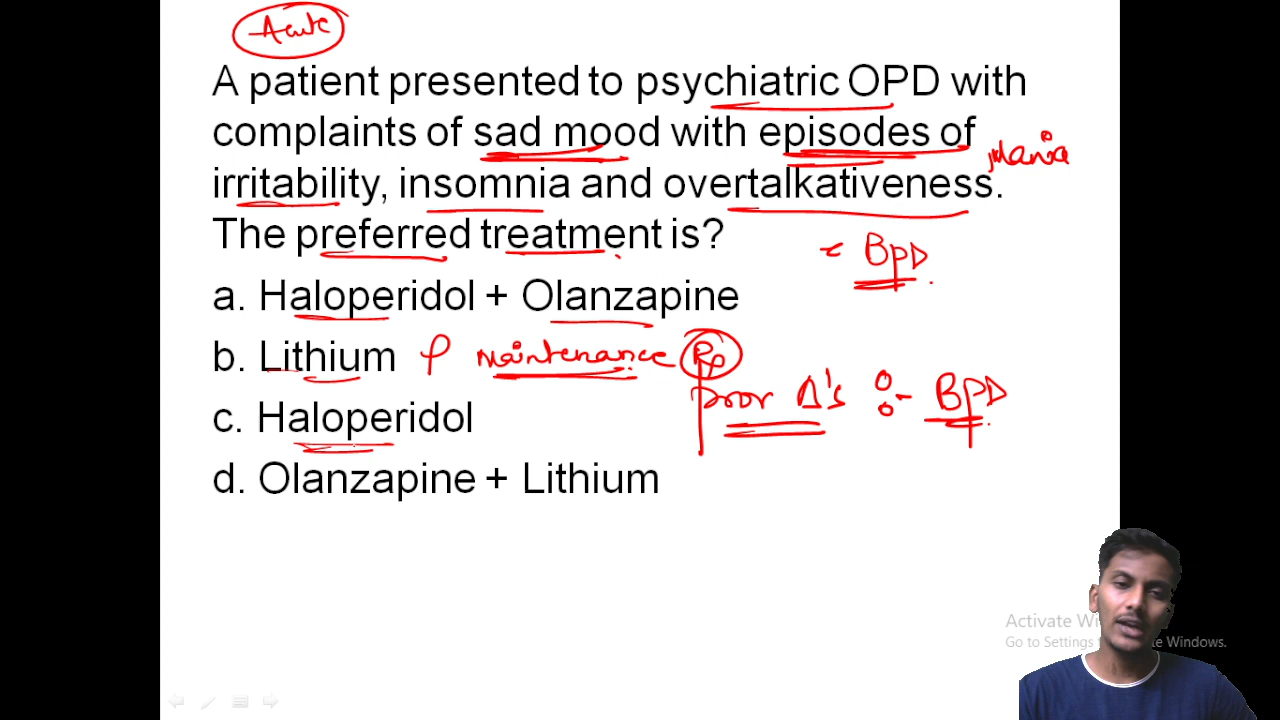 Acute
A patient presented to psychiatric OPD with
complaints of sad mood with episodes of
Mania
irritability, insomnia and overtalkativeness.
The preferred treatment is?
BPD
a. Haloperidol + Olanzapine
b. Lithium maintenance
prior Δ's :- BPD
c. Haloperidol
d. Olanzapine + Lithium
Activate Wi
Go to Settings te Windows.